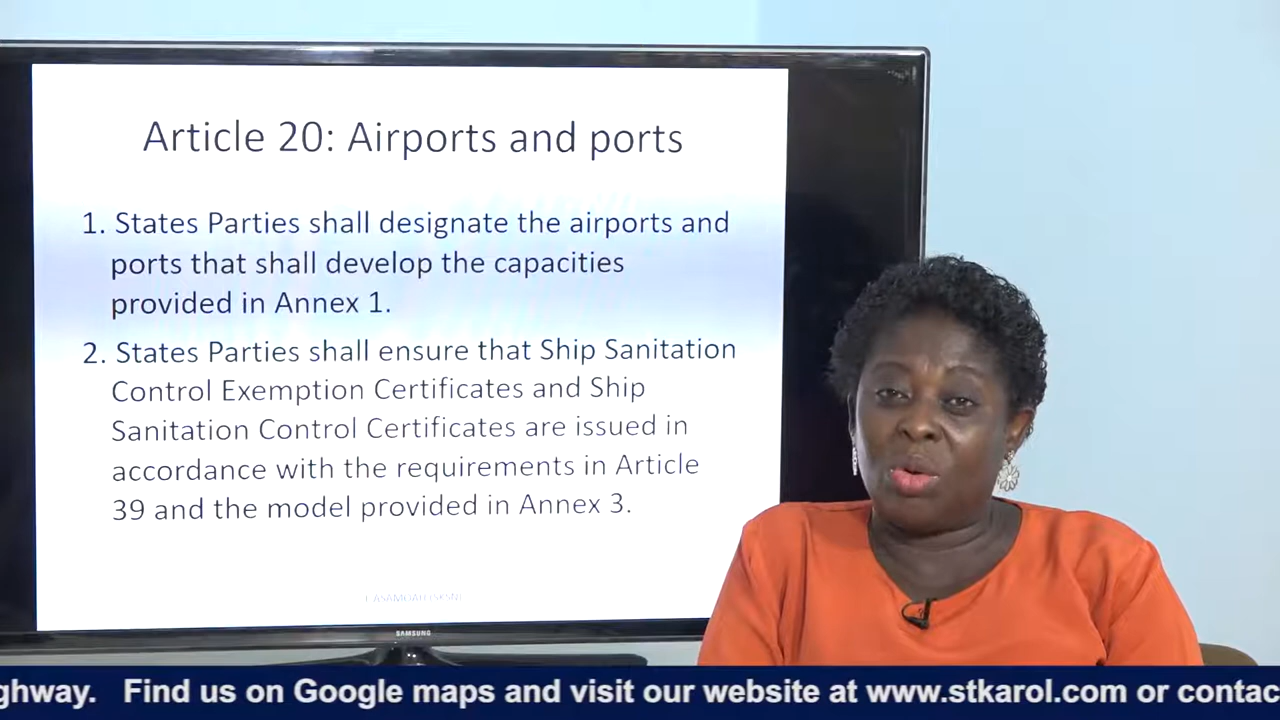 Article 20: Airports and ports
1. States Parties shall designate the airports and
ports that shall develop the capacities
provided in Annex 1.
2. States Parties shall ensure that Ship Sanitation
Control Exemption Certificates and Ship
Sanitation Control Certificates are issued in
accordance with the requirements in Article
39 and the model provided in Annex 3.
SAMSUNG
ghway. Find us on Google maps and visit our website at www.stkarol.com or contac